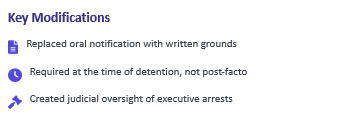 Key Modifications
Replaced oral notification with written grounds
Required at the time of detention, not post-facto
Created judicial oversight of executive arrests